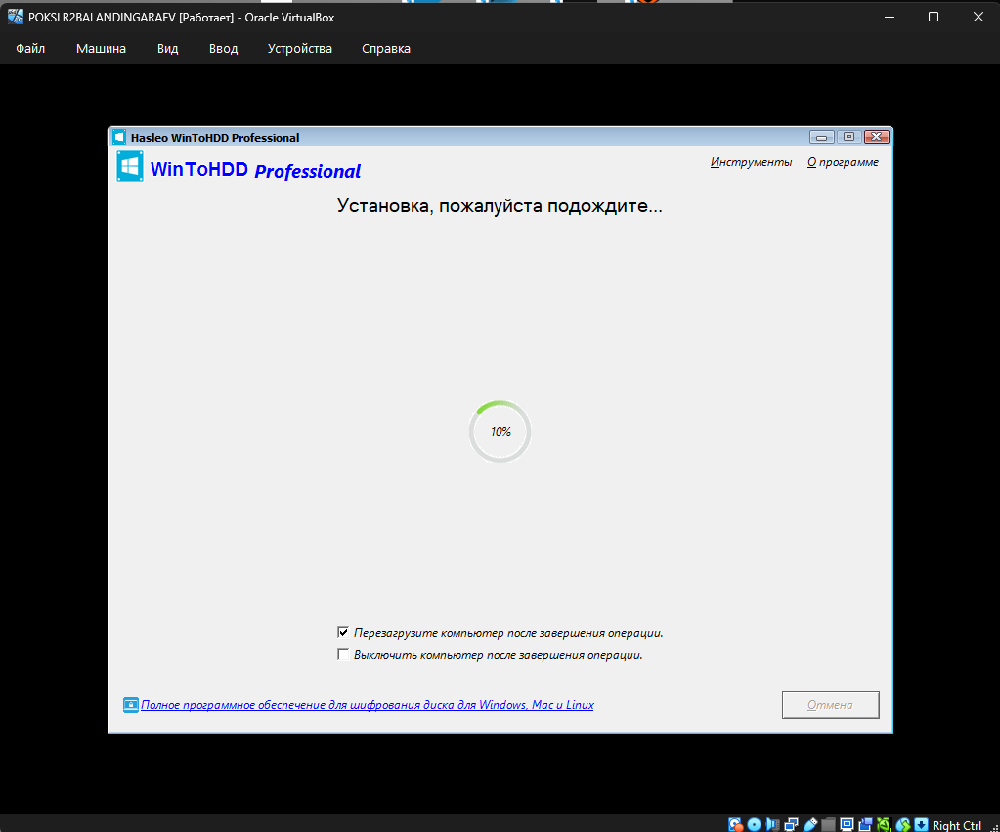 POKSLR2BALANDINGARAEV [Работает] - Oracle VirtualBox
Файл Машина Вид Ввод Устройства Справка
Hasleo WinToHDD Professional
WinToHDD Professional
Инструменты О программе
Установка, пожалуйста подождите...
10%
Перезагрузите компьютер после завершения операции.
Выключить компьютер после завершения операции.
Полное программное обеспечение для шифрования диска для Windows, Mac и Linux
Отмена
Right Ctrl